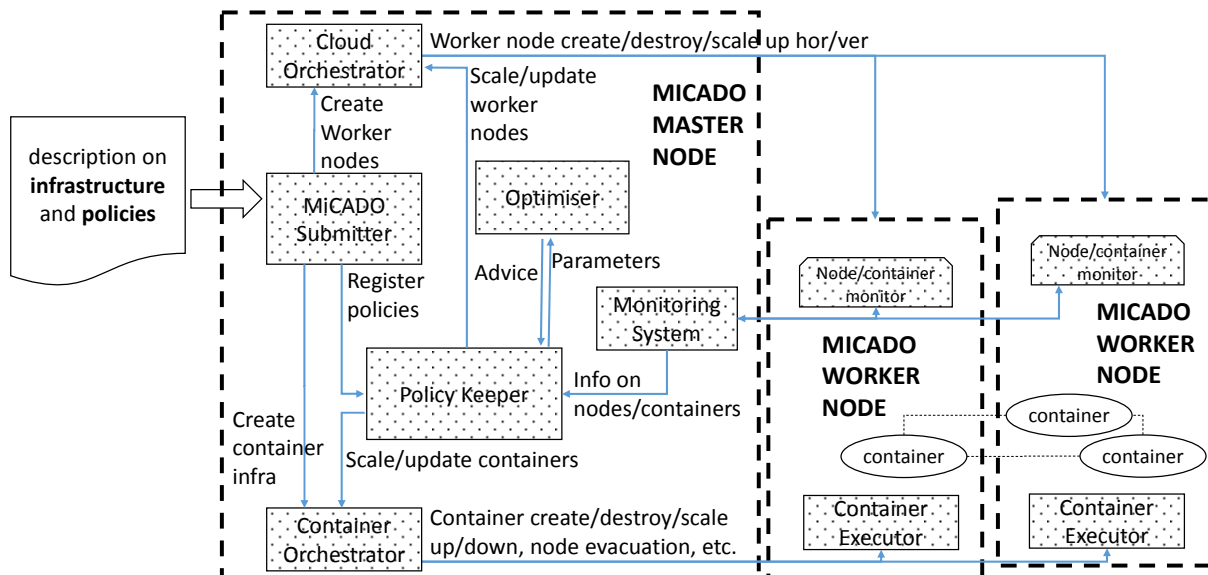 Cloud
Orchestrator
Worker node create/destroy/scale up hor/ver
Scale/update
worker
nodes
Create
Worker
nodes
MICADO
MASTER
NODE
description on
infrastructure
and policies
MiCADO
Submitter
Optimiser
Advice
Parameters
Register
policies
Monitoring
System
Node/container
monitor
Node/container
monitor
MICADO
WORKER
NODE
MICADO
WORKER
NODE
Policy Keeper
Info on
nodes/containers
Create
container
infra
Scale/update containers
container
container
container
Container
Orchestrator
Container create/destroy/scale
up/down, node evacuation, etc.
Container
Executor
Container
Executor